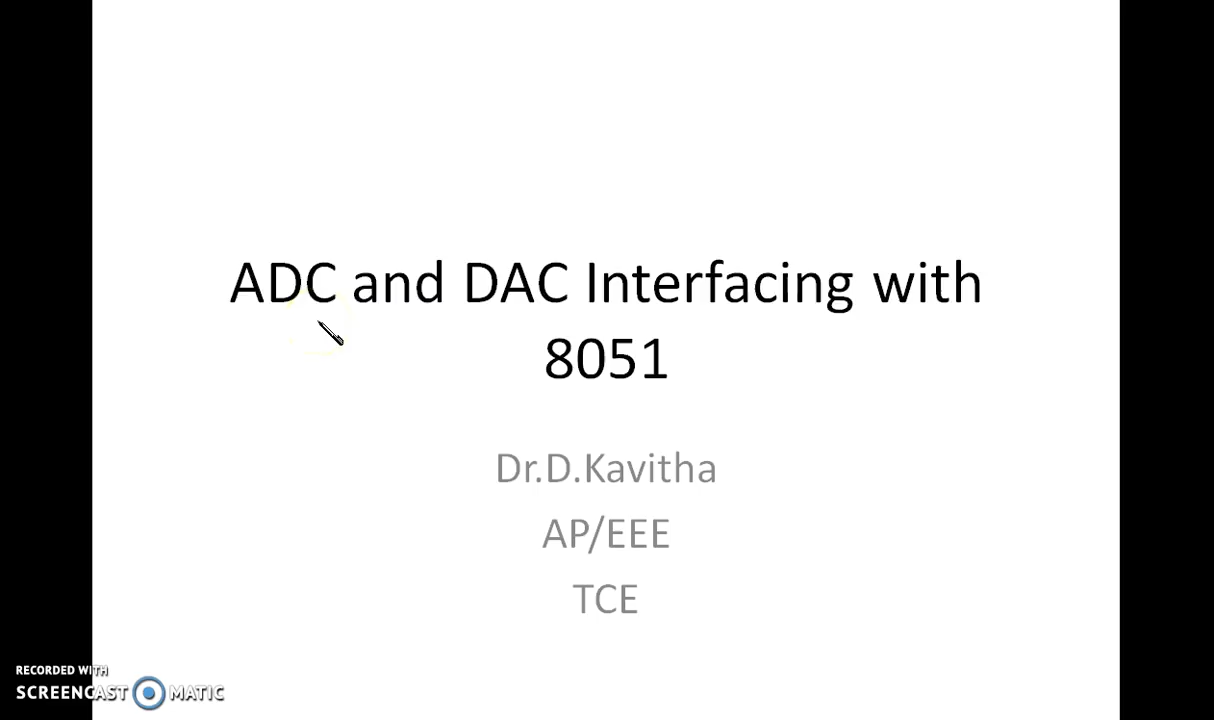 ADC and DAC Interfacing with
8051
Dr.D.Kavitha
AP/EEE
TCE
RECORDED WITH
SCREENCAST MATIC